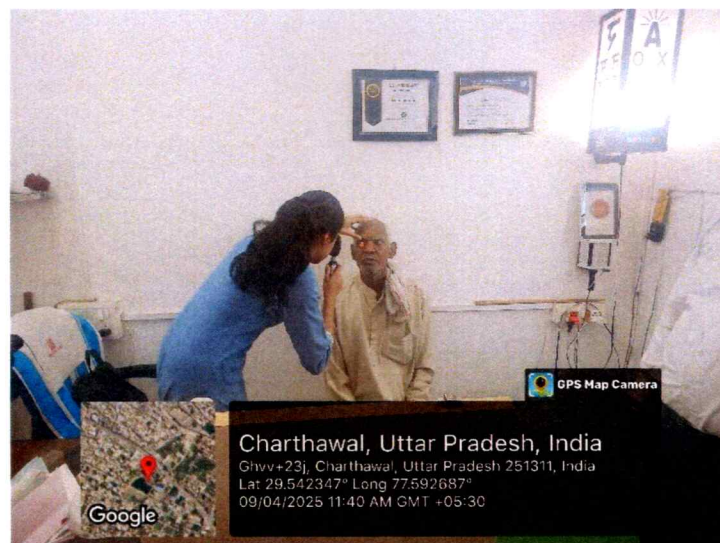 A
O X
GPS Map Camera
Charthawal, Uttar Pradesh, India
Ghvv+23j, Charthawal, Uttar Pradesh 251311, India
Lat 29.542347° Long 77.592687°
09/04/2025 11:40 AM GMT +05:30
Google